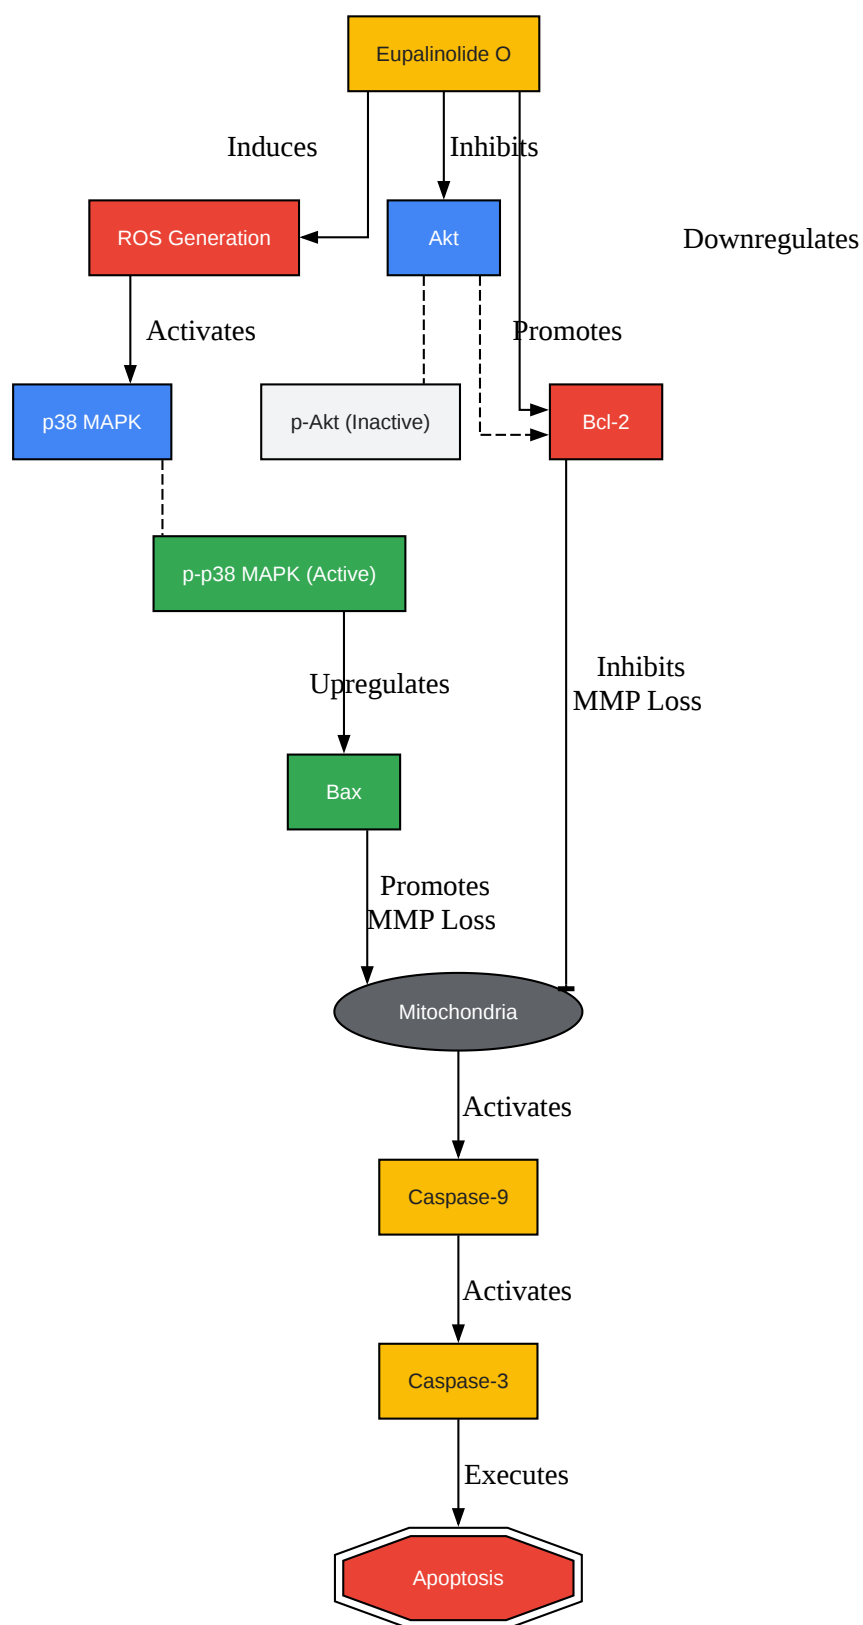 Eupalinolide O
Induces
Inhibits
ROS Generation
Akt
Downregulates
Activates
Promotes
p38 MAPK
p-Akt (Inactive)
Bcl-2
p-p38 MAPK (Active)
Inhibits
MMP Loss
Upregulates
Bax
Promotes
MMP Loss
Mitochondria
Activates
Caspase-9
Activates
Caspase-3
Executes
Apoptosis